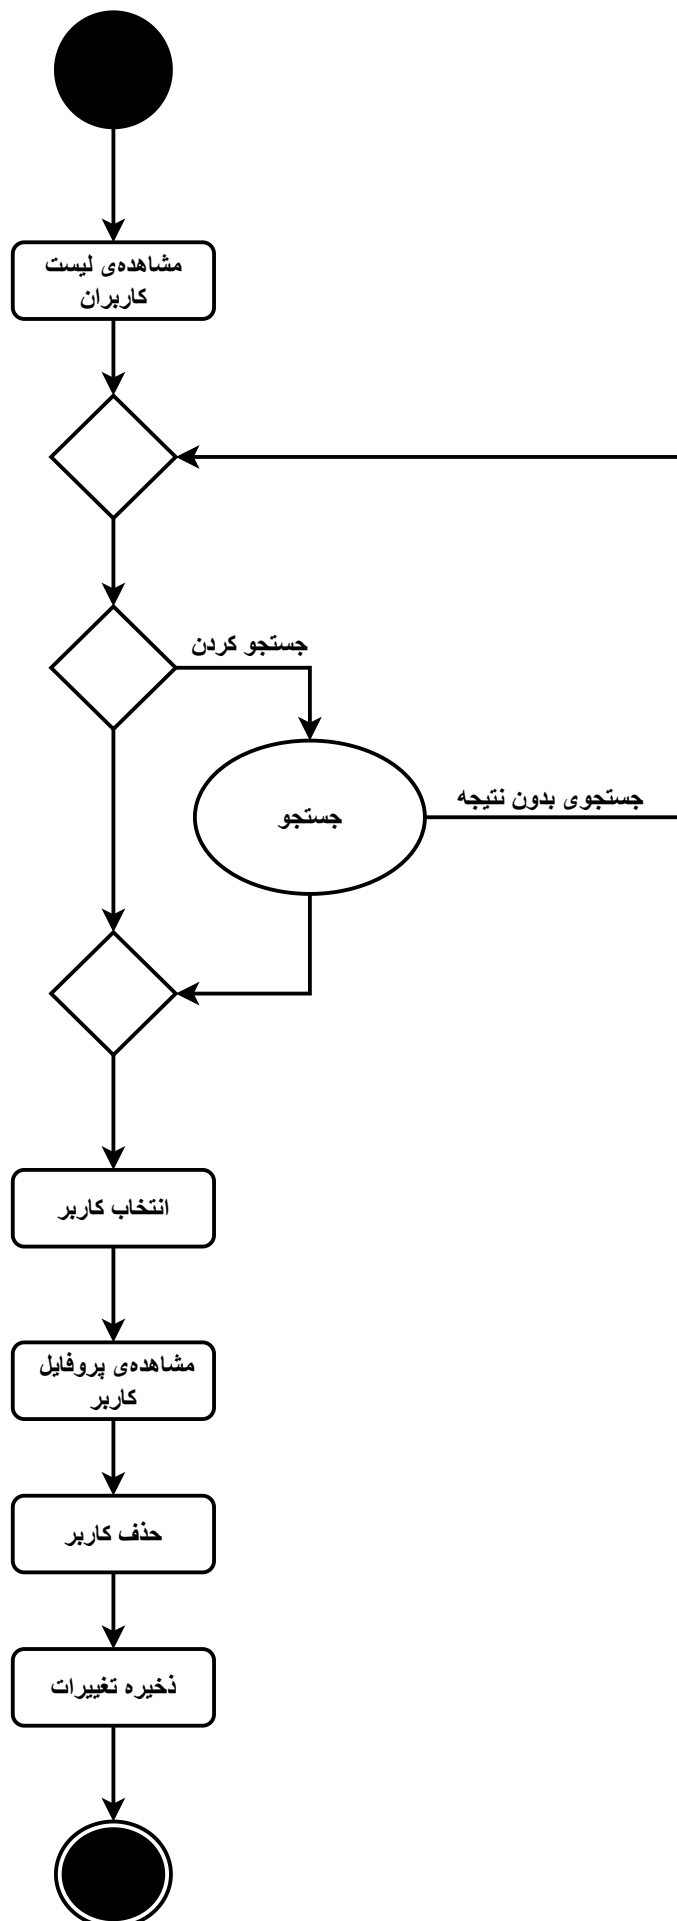 مشاهده‌ی لیست
کاربران
جستجو کردن
جستجوی بدون نتیجه
جستجو
انتخاب کاربر
مشاهده‌ی پروفایل
کاربر
حذف کاربر
ذخیره تغییرات